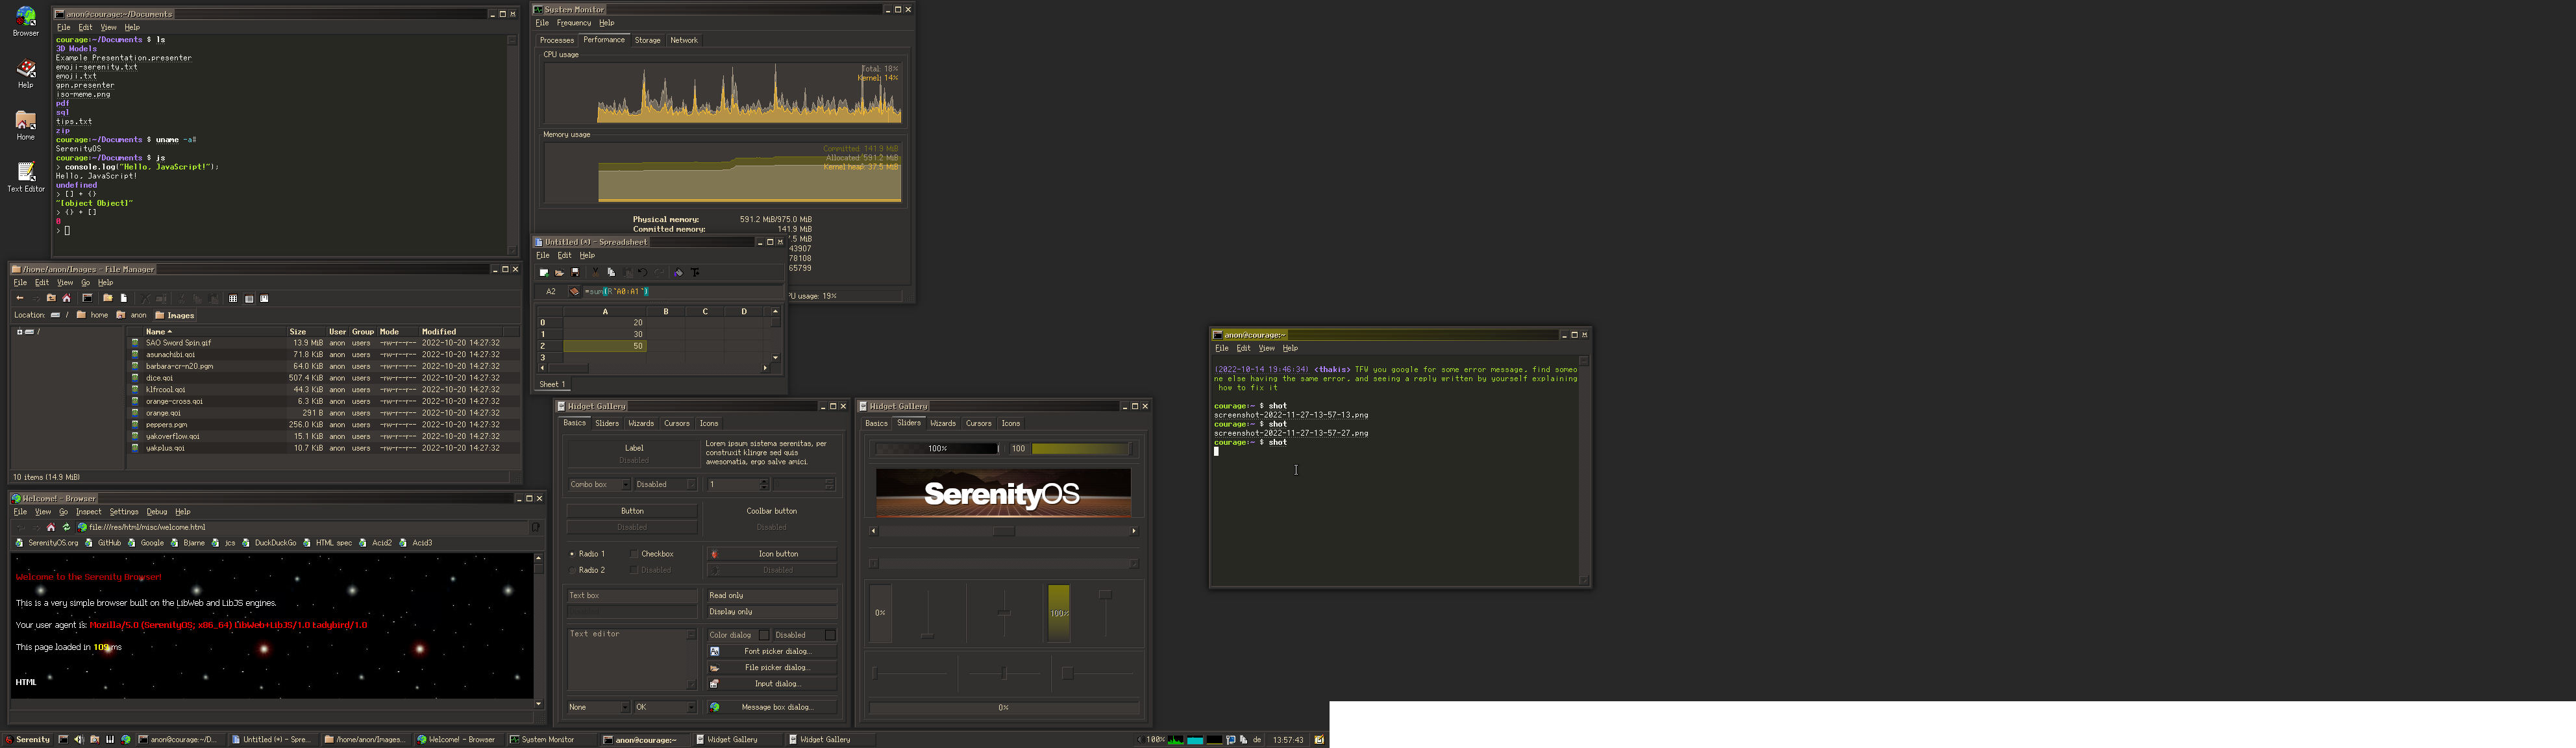 Browser
Help
Home
Text Editor
anon@courage:~/Documents
File Edit View Help
courage:~/Documents $ ls
3D Models
Example Presentation.presenter
emoji-serenity.txt
emoji.txt
gpn.presenter
iso-meme.png
pdf
sql
tips.txt
zip
courage:~/Documents $ uname -a#
SerenityOS
courage:~/Documents $ js
> console.log("Hello, JavaScript!");
Hello, JavaScript!
undefined
> [] + {}
"[object Object]"
> {} + []
0
>
/home/anon/Images - File Manager
File Edit View Go Help
Location: / home anon Images
/
Name Size User Group Mode Modified
SAO Sword Spin.gif 13.9 MiB anon users -rw-r--r-- 2022-10-20 14:27:32
asunachibi.qoi 71.8 KiB anon users -rw-r--r-- 2022-10-20 14:27:32
barbara-cr-n20.pgm 64.0 KiB anon users -rw-r--r-- 2022-10-20 14:27:32
dice.qoi 507.4 KiB anon users -rw-r--r-- 2022-10-20 14:27:32
klfrcool.qoi 44.3 KiB anon users -rw-r--r-- 2022-10-20 14:27:32
orange-cross.qoi 6.3 KiB anon users -rw-r--r-- 2022-10-20 14:27:32
orange.qoi 291 B anon users -rw-r--r-- 2022-10-20 14:27:32
peppers.pgm 256.0 KiB anon users -rw-r--r-- 2022-10-20 14:27:32
yakoverflow.qoi 15.1 KiB anon users -rw-r--r-- 2022-10-20 14:27:32
yakplus.qoi 10.7 KiB anon users -rw-r--r-- 2022-10-20 14:27:32
10 items (14.9 MiB)
Welcome! - Browser
File View Go Inspect Settings Debug Help
file:///res/html/misc/welcome.html
SerenityOS.org GitHub Google Bjarne jcs DuckDuckGo HTML spec Acid2 Acid3
Welcome to the Serenity Browser!
This is a very simple browser built on the LibWeb and LibJS engines.
Your user agent is: Mozilla/5.0 (SerenityOS; x86_64) LibWeb+LibJS/1.0 Ladybird/1.0
This page loaded in 109 ms
HTML
System Monitor
File Frequency Help
Processes Performance Storage Network
CPU usage
Total: 18%
Kernel: 14%
Memory usage
Committed: 141.9 MiB
Allocated: 591.2 MiB
Kernel heap: 37.5 MiB
Physical memory: 591.2 MiB/975.0 MiB
Committed memory: 141.9 MiB
.5 MiB
43907
78108
65799
PU usage: 19%
Untitled (*) - Spreadsheet
File Edit Help
A2 =sum(R`A0:A1`)
A B C D
0 20
1 30
2 50
3
Sheet 1
Widget Gallery
Basics Sliders Wizards Cursors Icons
Label
Disabled
Lorem ipsum sistema serenitas, per
construxit klingre sed quis
awesomatia, ergo salve amici.
Combo box Disabled 1
Button Coolbar button
Disabled Disabled
Radio 1 Checkbox Icon button
Radio 2 Disabled Disabled
Text box Read only
Display only
Text editor
Color dialog Disabled
Font picker dialog...
File picker dialog...
Input dialog...
None OK Message box dialog...
Widget Gallery
Basics Sliders Wizards Cursors Icons
100% 100
SerenityOS
0% 100%
0%
anon@courage:~
File Edit View Help
(2022-10-14 19:46:34) <thakis> TFW you google for some error message, find someo
ne else having the same error, and seeing a reply written by yourself explaining
how to fix it
courage:~ $ shot
screenshot-2022-11-27-13-57-13.png
courage:~ $ shot
screenshot-2022-11-27-13-57-27.png
courage:~ $ shot
Serenity anon@courage:~/D... Untitled (*) - Spre... /home/anon/Images... Welcome! - Browser System Monitor anon@courage:~ Widget Gallery Widget Gallery 100% de 13:57:43